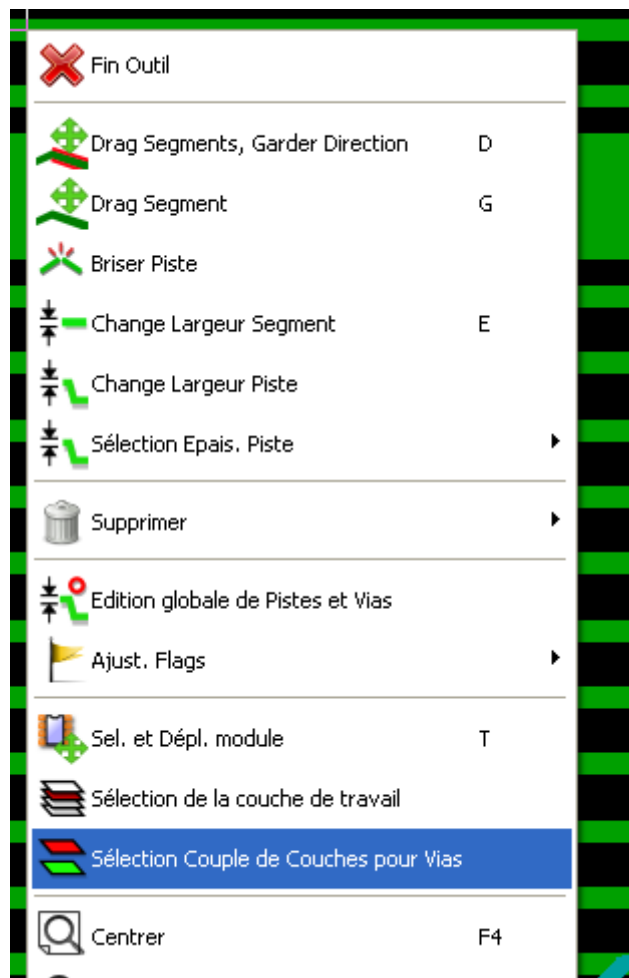 Fin Outil
Drag Segments, Garder Direction D
Drag Segment G
Briser Piste
Change Largeur Segment E
Change Largeur Piste
Sélection Epais. Piste
Supprimer
Edition globale de Pistes et Vias
Ajust. Flags
Sel. et Dépl. module T
Sélection de la couche de travail
Sélection Couple de Couches pour Vias
Centrer F4